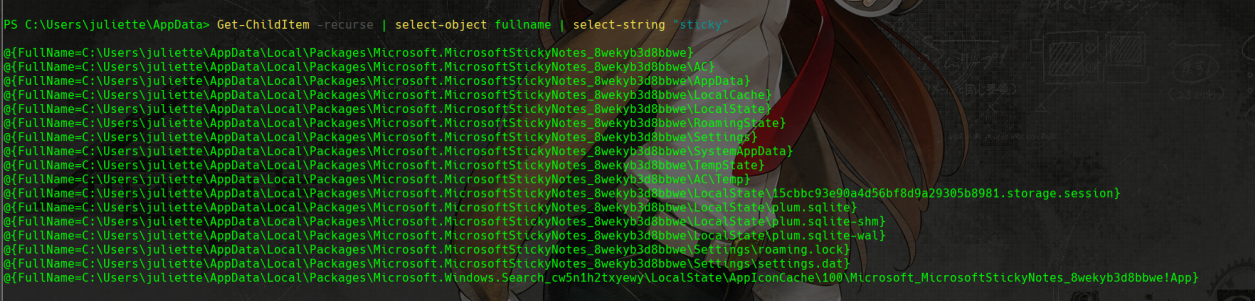 PS C:\Users\juliette\AppData> Get-ChildItem -recurse | select-object fullname | select-string "sticky"
@{FullName=C:\Users\juliette\AppData\Local\Packages\Microsoft.MicrosoftStickyNotes_8wekyb3d8bbwe}
@{FullName=C:\Users\juliette\AppData\Local\Packages\Microsoft.MicrosoftStickyNotes_8wekyb3d8bbwe\AC}
@{FullName=C:\Users\juliette\AppData\Local\Packages\Microsoft.MicrosoftStickyNotes_8wekyb3d8bbwe\AppData}
@{FullName=C:\Users\juliette\AppData\Local\Packages\Microsoft.MicrosoftStickyNotes_8wekyb3d8bbwe\LocalCache}
@{FullName=C:\Users\juliette\AppData\Local\Packages\Microsoft.MicrosoftStickyNotes_8wekyb3d8bbwe\LocalState}
@{FullName=C:\Users\juliette\AppData\Local\Packages\Microsoft.MicrosoftStickyNotes_8wekyb3d8bbwe\RoamingState}
@{FullName=C:\Users\juliette\AppData\Local\Packages\Microsoft.MicrosoftStickyNotes_8wekyb3d8bbwe\Settings}
@{FullName=C:\Users\juliette\AppData\Local\Packages\Microsoft.MicrosoftStickyNotes_8wekyb3d8bbwe\SystemAppData}
@{FullName=C:\Users\juliette\AppData\Local\Packages\Microsoft.MicrosoftStickyNotes_8wekyb3d8bbwe\TempState}
@{FullName=C:\Users\juliette\AppData\Local\Packages\Microsoft.MicrosoftStickyNotes_8wekyb3d8bbwe\AC\Temp}
@{FullName=C:\Users\juliette\AppData\Local\Packages\Microsoft.MicrosoftStickyNotes_8wekyb3d8bbwe\LocalState\15cbbc93e90a4d56bf8d9a29305b8981.storage.session}
@{FullName=C:\Users\juliette\AppData\Local\Packages\Microsoft.MicrosoftStickyNotes_8wekyb3d8bbwe\LocalState\plum.sqlite}
@{FullName=C:\Users\juliette\AppData\Local\Packages\Microsoft.MicrosoftStickyNotes_8wekyb3d8bbwe\LocalState\plum.sqlite-shm}
@{FullName=C:\Users\juliette\AppData\Local\Packages\Microsoft.MicrosoftStickyNotes_8wekyb3d8bbwe\LocalState\plum.sqlite-wal}
@{FullName=C:\Users\juliette\AppData\Local\Packages\Microsoft.MicrosoftStickyNotes_8wekyb3d8bbwe\Settings\roaming.lock}
@{FullName=C:\Users\juliette\AppData\Local\Packages\Microsoft.MicrosoftStickyNotes_8wekyb3d8bbwe\Settings\settings.dat}
@{FullName=C:\Users\juliette\AppData\Local\Packages\Microsoft.Windows.Search_cw5n1h2txyewy\LocalState\AppIconCache\100\Microsoft_MicrosoftStickyNotes_8wekyb3d8bbwe!App}